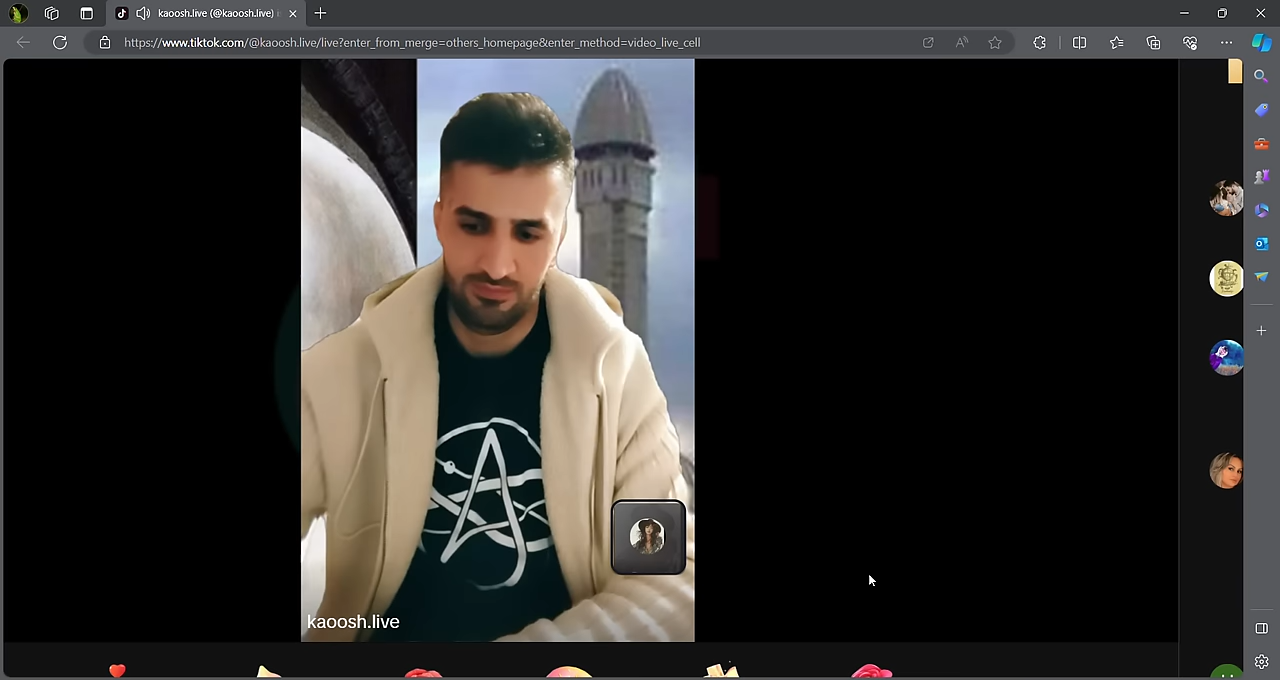 kaoosh.live (@kaoosh.live)
https://www.tiktok.com/@kaoosh.live/live?enter_from_merge=others_homepage&enter_method=video_live_cell
kaoosh.live